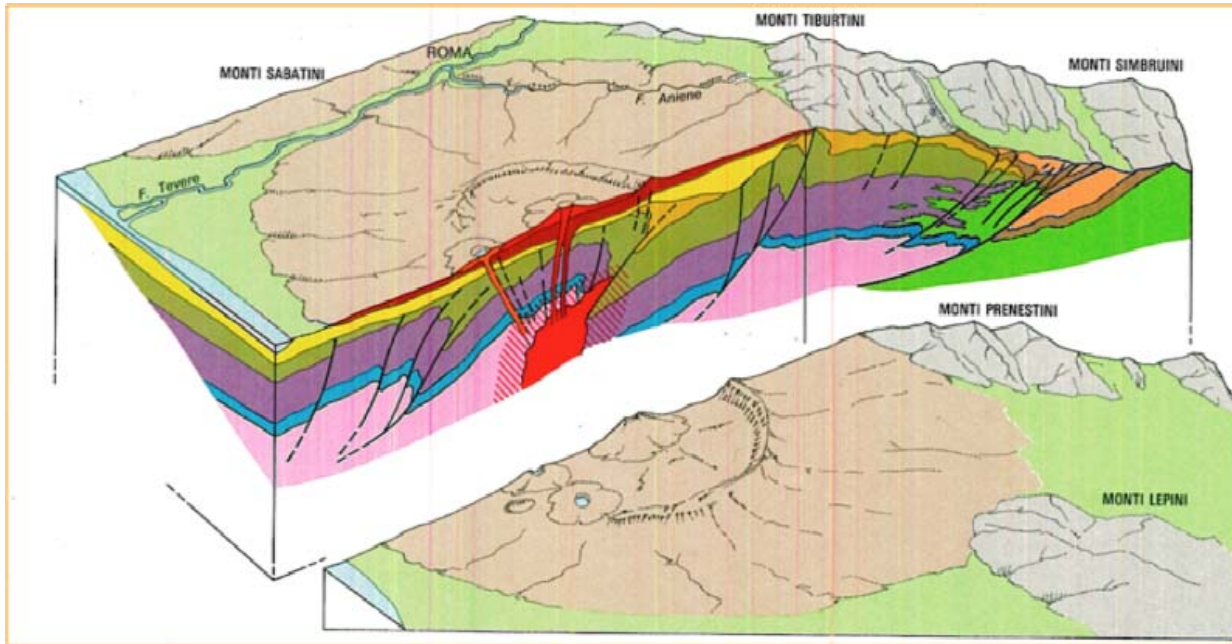 MONTI TIBURTINI
ROMA
MONTI SABATINI
MONTI SIMBRUINI
F. Aniene
F. Tevere
MONTI PRENESTINI
MONTI LEPINI